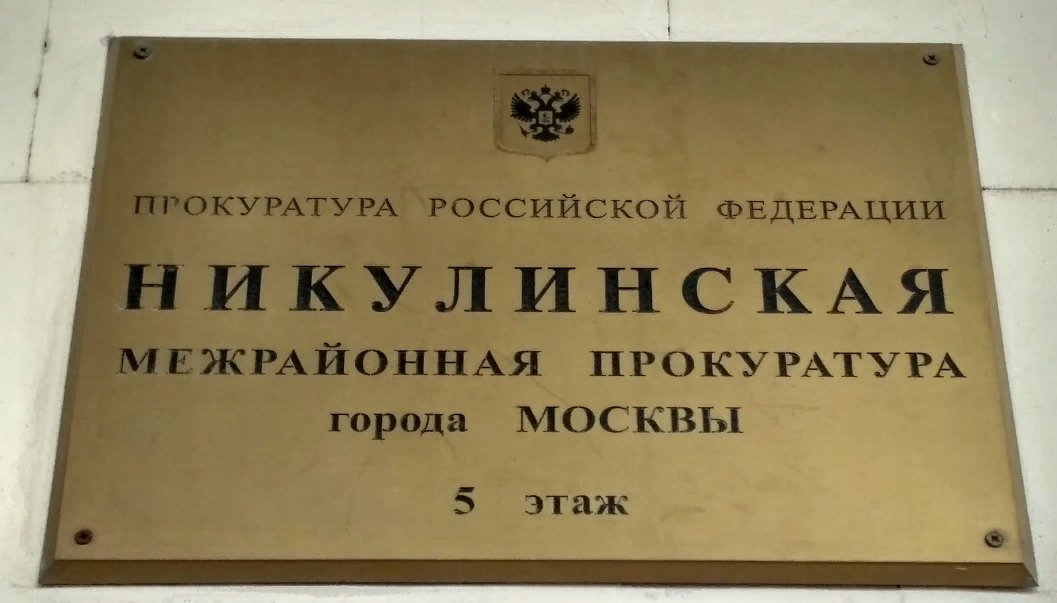 ПРОКУРАТУРА РОССИЙСКОЙ ФЕДЕРАЦИИ
НИКУЛИНСКАЯ
МЕЖРАЙОННАЯ ПРОКУРАТУРА
города МОСКВЫ
5 этаж